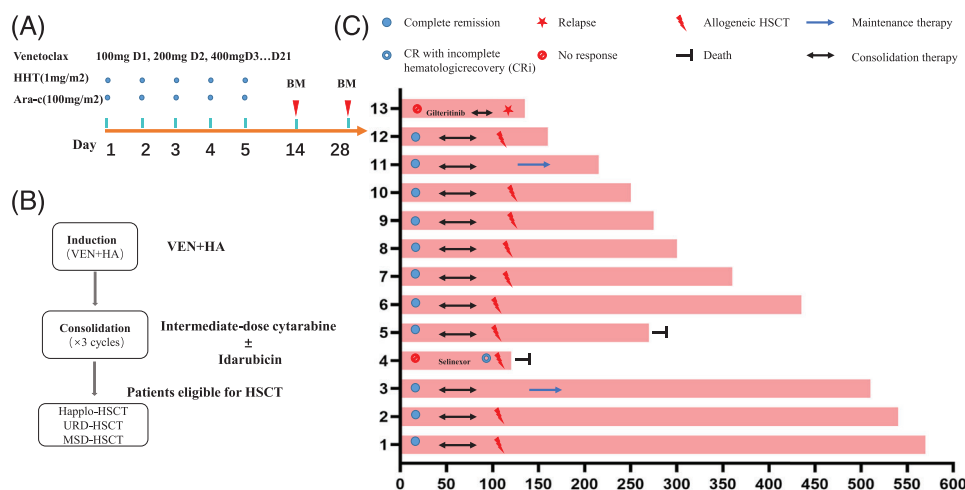 (A)
Venetoclax 100mg D1, 200mg D2, 400mgD3...D21
HHT(1mg/m2)
Ara-c(100mg/m2)
BM BM
Day 1 2 3 4 5 14 28
(B)
Induction
(VEN+HA)
VEN+HA
Consolidation
(×3 cycles)
Intermediate-dose cytarabine
±
Idarubicin
Patients eligible for HSCT
Happlo-HSCT
URD-HSCT
MSD-HSCT
(C)
Complete remission
Relapse
Allogeneic HSCT
Maintenance therapy
CR with incomplete
hematologicrecovery (CRi)
No response
Death
Consolidation therapy
13
Gilteritinib
12
11
10
9
8
7
6
5
4
Selinexor
3
2
1
0 50 100 150 200 250 300 350 400 450 500 550 600